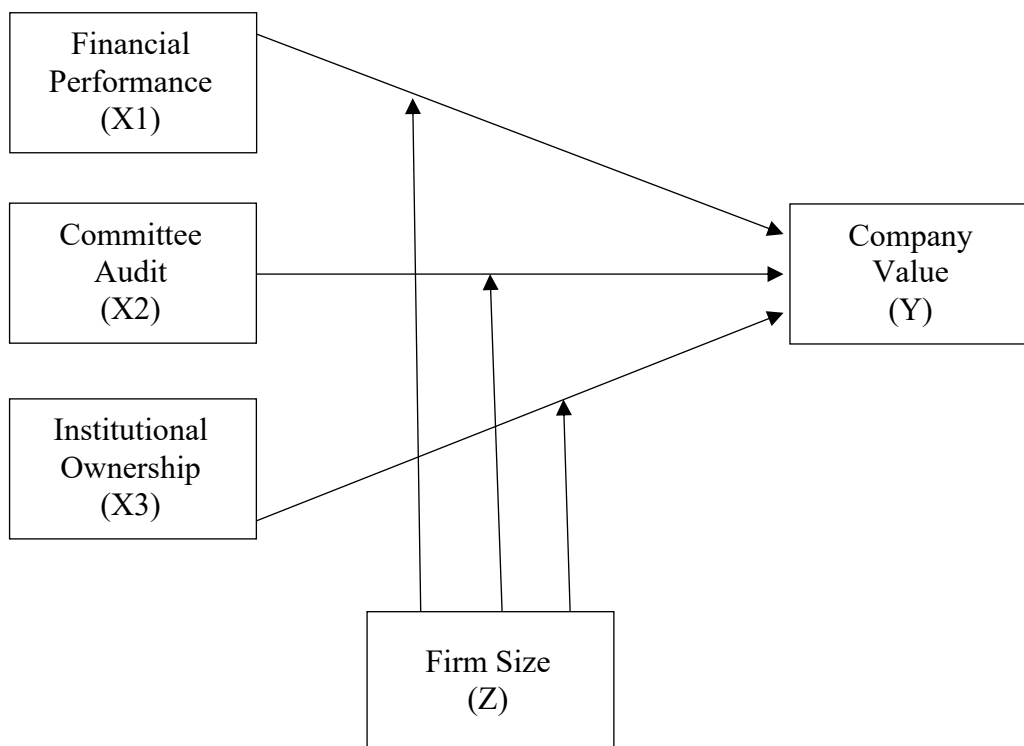 Financial
Performance
(X1)
Committee
Audit
(X2)
Institutional
Ownership
(X3)
Company
Value
(Y)
Firm Size
(Z)